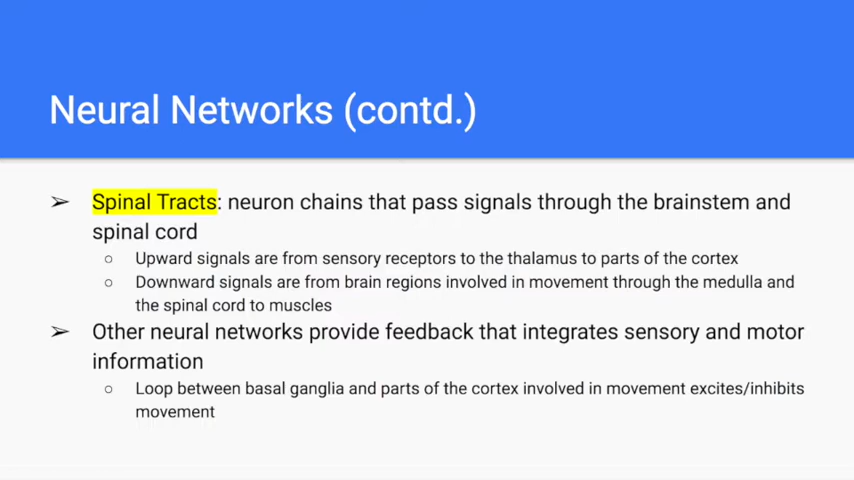 Neural Networks (contd.)
➢ Spinal Tracts: neuron chains that pass signals through the brainstem and
spinal cord
○ Upward signals are from sensory receptors to the thalamus to parts of the cortex
○ Downward signals are from brain regions involved in movement through the medulla and
the spinal cord to muscles
➢ Other neural networks provide feedback that integrates sensory and motor
information
○ Loop between basal ganglia and parts of the cortex involved in movement excites/inhibits
movement